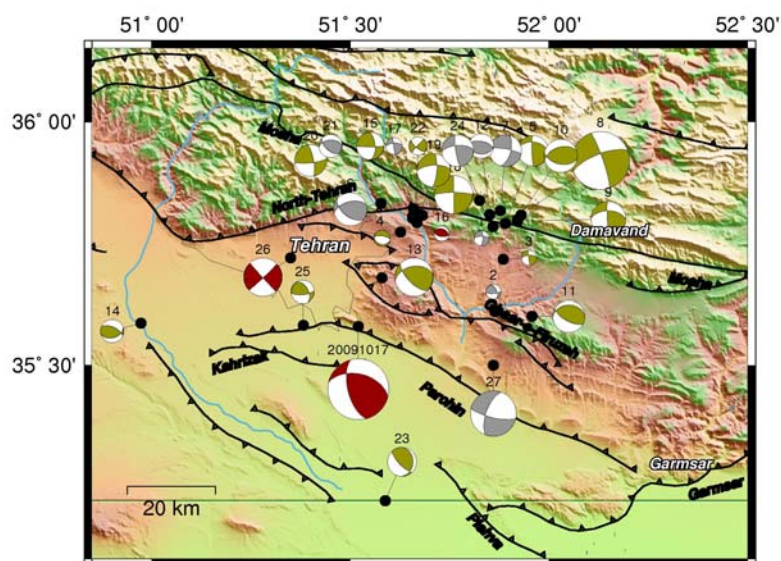 51° 00' 51° 30' 52° 00' 52° 30'
36° 00'
35° 30'
8
20 21 15 17 22 24 12 7 5 10
Mosha
19
18
9
North-Tehran
4
16
Damavand
Tehran
3
26
13
Mosha
25
2
11
14
20091017
Kahrizak
27
Parchin
23
Garmsar
Garmsar
20 km
Pishva